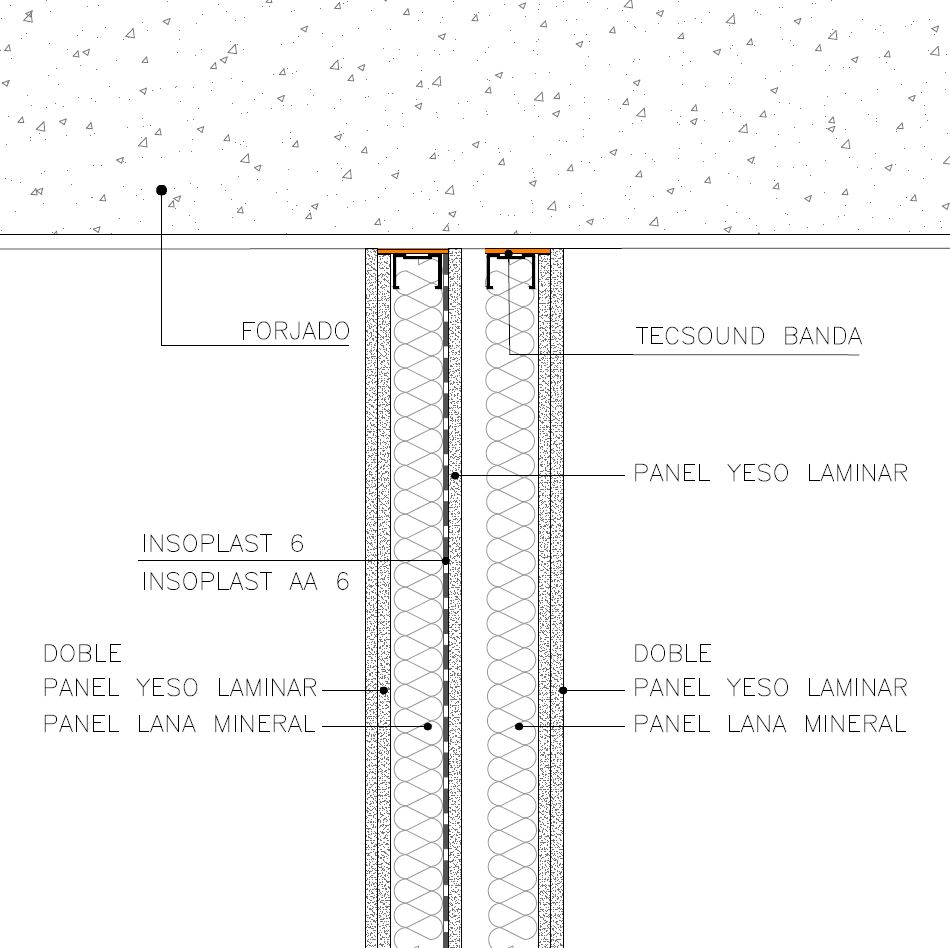 FORJADO
TECSOUND BANDA
PANEL YESO LAMINAR
INSOPLAST 6
INSOPLAST AA 6
DOBLE
PANEL YESO LAMINAR
PANEL LANA MINERAL
DOBLE
PANEL YESO LAMINAR
PANEL LANA MINERAL